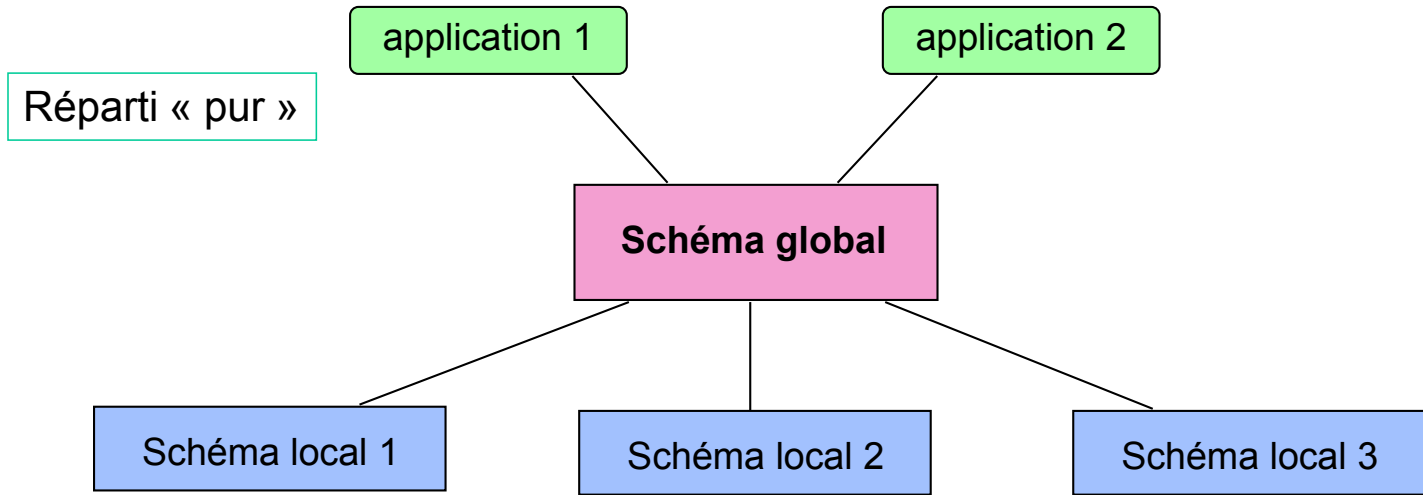 application 1
application 2
Réparti « pur »
Schéma global
Schéma local 1
Schéma local 2
Schéma local 3